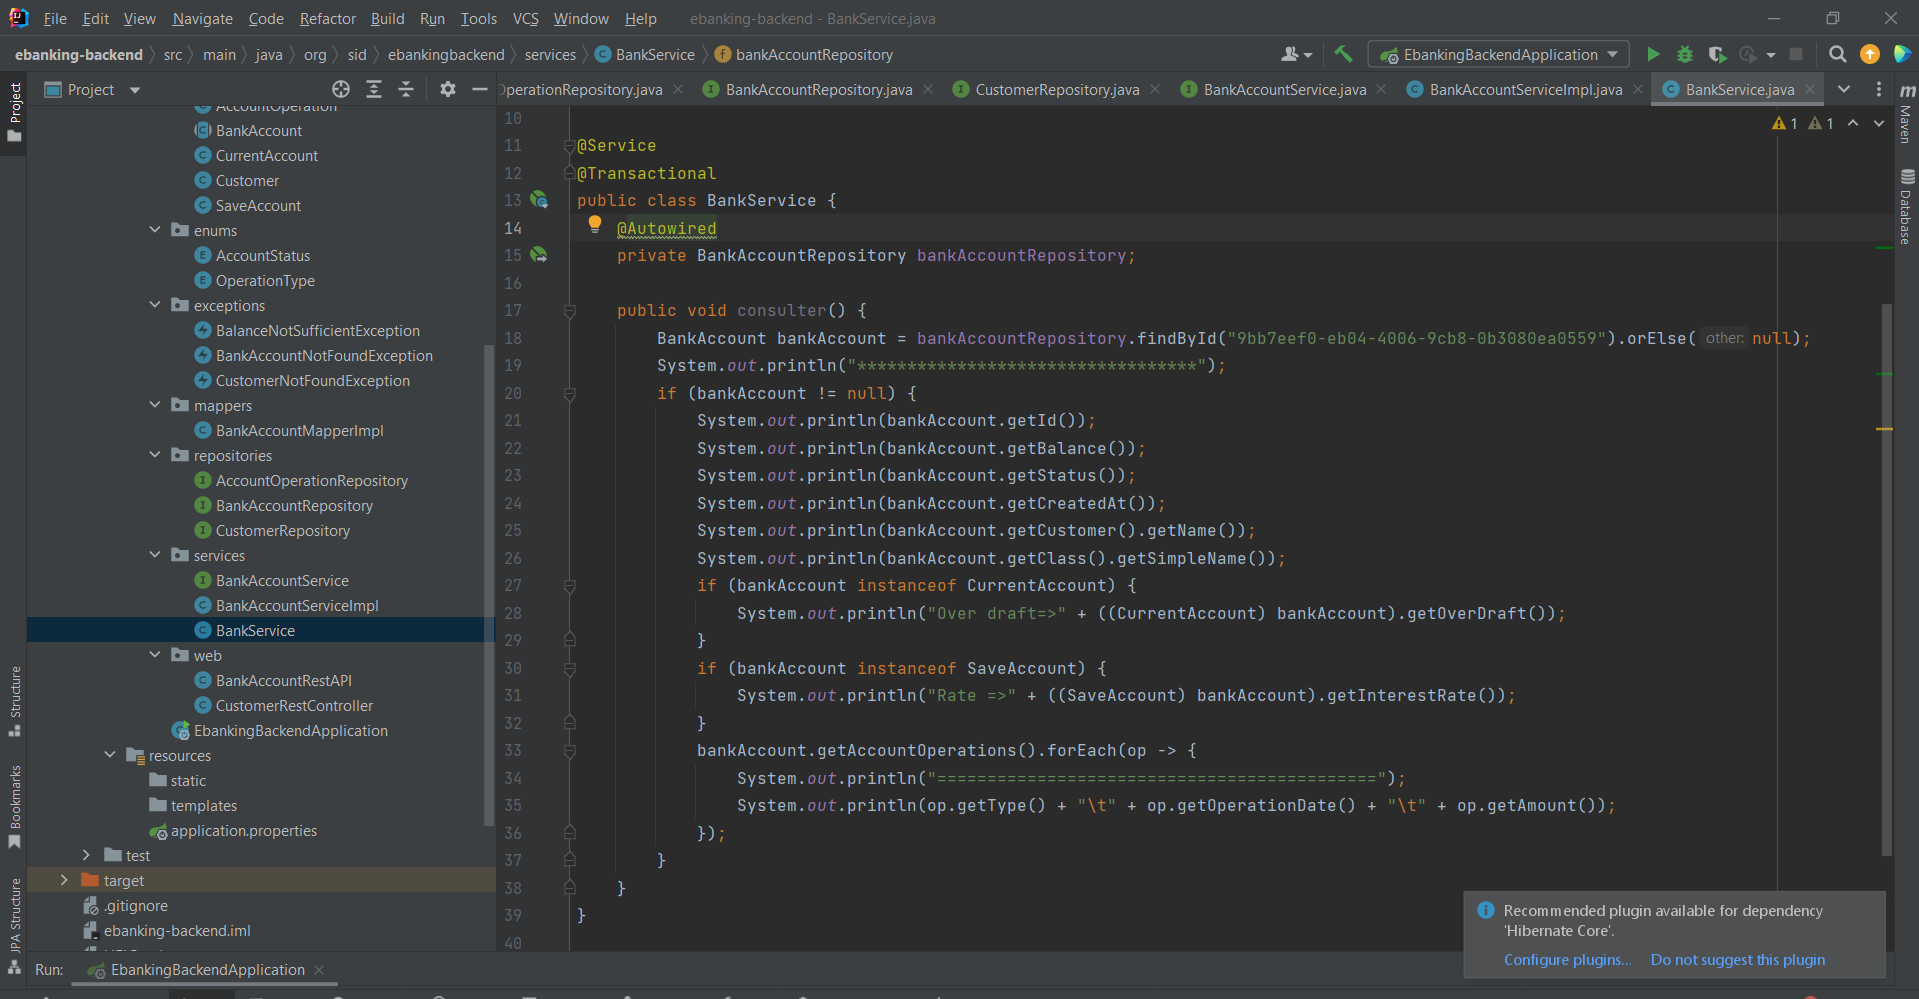 File Edit View Navigate Code Refactor Build Run Tools VCS Window Help ebanking-backend - BankService.java
ebanking-backend src main java org sid ebankingbackend services BankService bankAccountRepository EbankingBackendApplication
Project
OperationRepository.java BankAccountRepository.java CustomerRepository.java BankAccountService.java BankAccountServiceImpl.java BankService.java
Project
AccountOperation
BankAccount
CurrentAccount
Customer
SaveAccount
enums
AccountStatus
OperationType
exceptions
BalanceNotSufficientException
BankAccountNotFoundException
CustomerNotFoundException
mappers
BankAccountMapperImpl
repositories
AccountOperationRepository
BankAccountRepository
CustomerRepository
services
BankAccountService
BankAccountServiceImpl
BankService
web
BankAccountRestAPI
CustomerRestController
EbankingBackendApplication
resources
static
templates
application.properties
test
target
.gitignore
ebanking-backend.iml
Structure
Bookmarks
JPA Structure
1 1
10
11 @Service
12 @Transactional
13 public class BankService {
14 @Autowired
15 private BankAccountRepository bankAccountRepository;
16
17 public void consulter() {
18 BankAccount bankAccount = bankAccountRepository.findById("9bb7eef0-eb04-4006-9cb8-0b3080ea0559").orElse( other: null);
19 System.out.println("**********************************");
20 if (bankAccount != null) {
21 System.out.println(bankAccount.getId());
22 System.out.println(bankAccount.getBalance());
23 System.out.println(bankAccount.getStatus());
24 System.out.println(bankAccount.getCreatedAt());
25 System.out.println(bankAccount.getCustomer().getName());
26 System.out.println(bankAccount.getClass().getSimpleName());
27 if (bankAccount instanceof CurrentAccount) {
28 System.out.println("Over draft=>" + ((CurrentAccount) bankAccount).getOverDraft());
29 }
30 if (bankAccount instanceof SaveAccount) {
31 System.out.println("Rate =>" + ((SaveAccount) bankAccount).getInterestRate());
32 }
33 bankAccount.getAccountOperations().forEach(op -> {
34 System.out.println("============================================");
35 System.out.println(op.getType() + "\t" + op.getOperationDate() + "\t" + op.getAmount());
36 });
37 }
38 }
39 }
40
Maven
Database
Recommended plugin available for dependency
'Hibernate Core'.
Configure plugins... Do not suggest this plugin
Run: EbankingBackendApplication